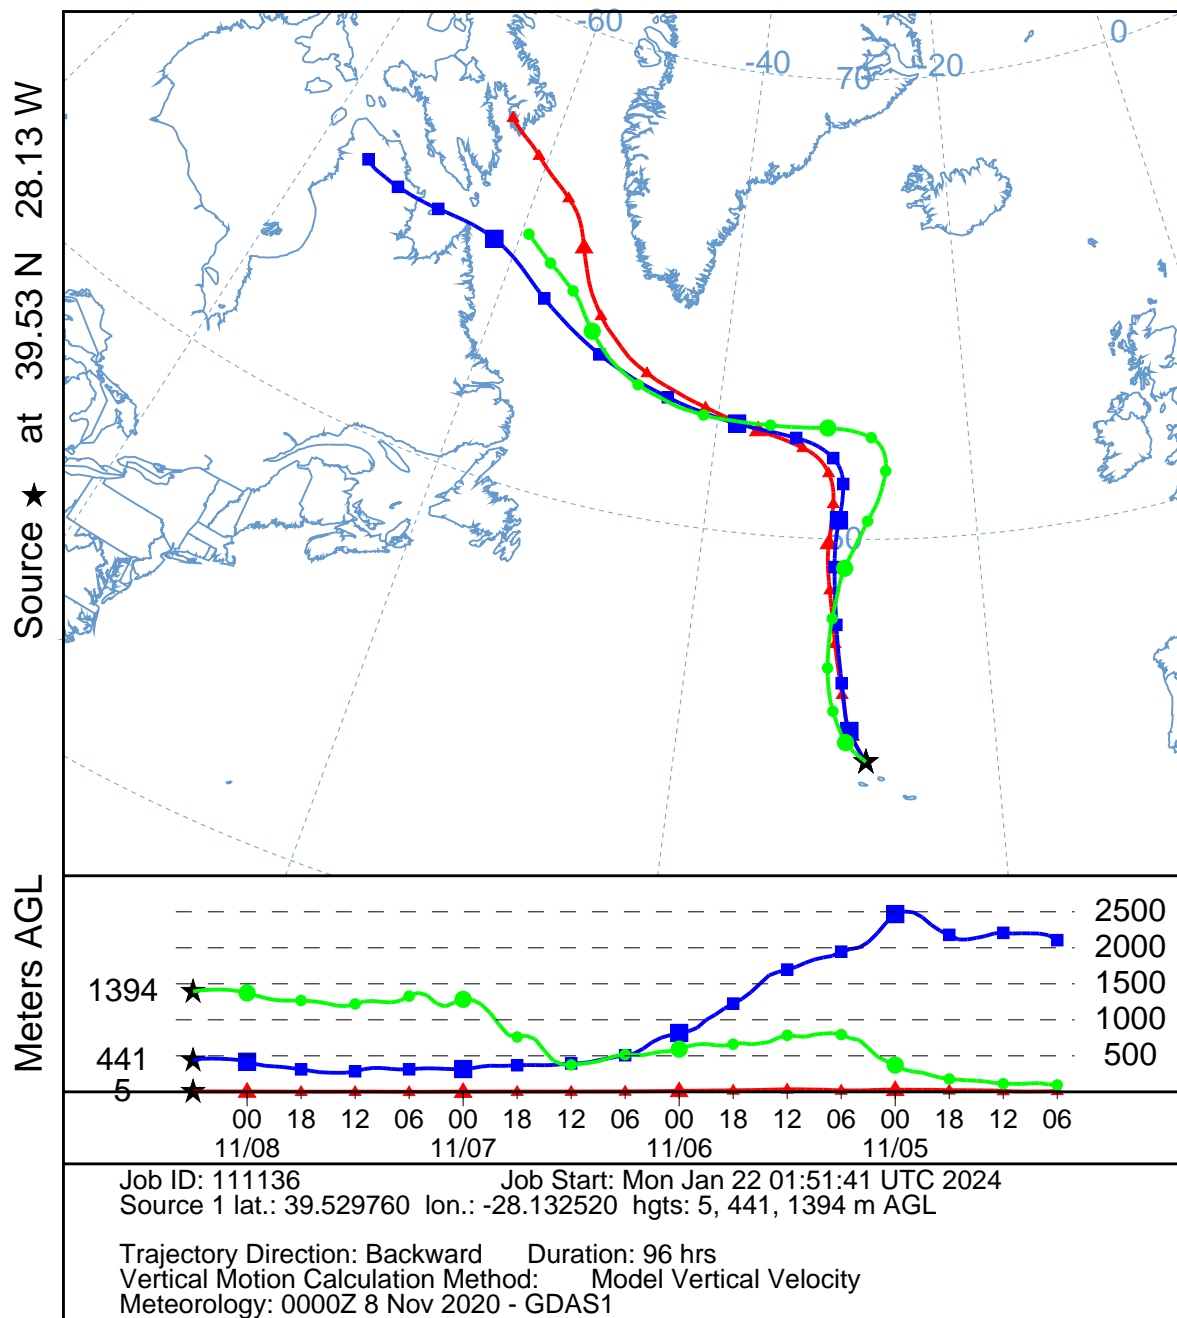 -60
0
-40
70
-20
50
Source ★ at 39.53 N 28.13 W
Meters AGL
2500
2000
1500
1000
500
1394
441
5
00 18 12 06 00 18 12 06 00 18 12 06 00 18 12 06
11/08 11/07 11/06 11/05
Job ID: 111136 Job Start: Mon Jan 22 01:51:41 UTC 2024
Source 1 lat.: 39.529760 lon.: -28.132520 hgts: 5, 441, 1394 m AGL
Trajectory Direction: Backward Duration: 96 hrs
Vertical Motion Calculation Method: Model Vertical Velocity
Meteorology: 0000Z 8 Nov 2020 - GDAS1